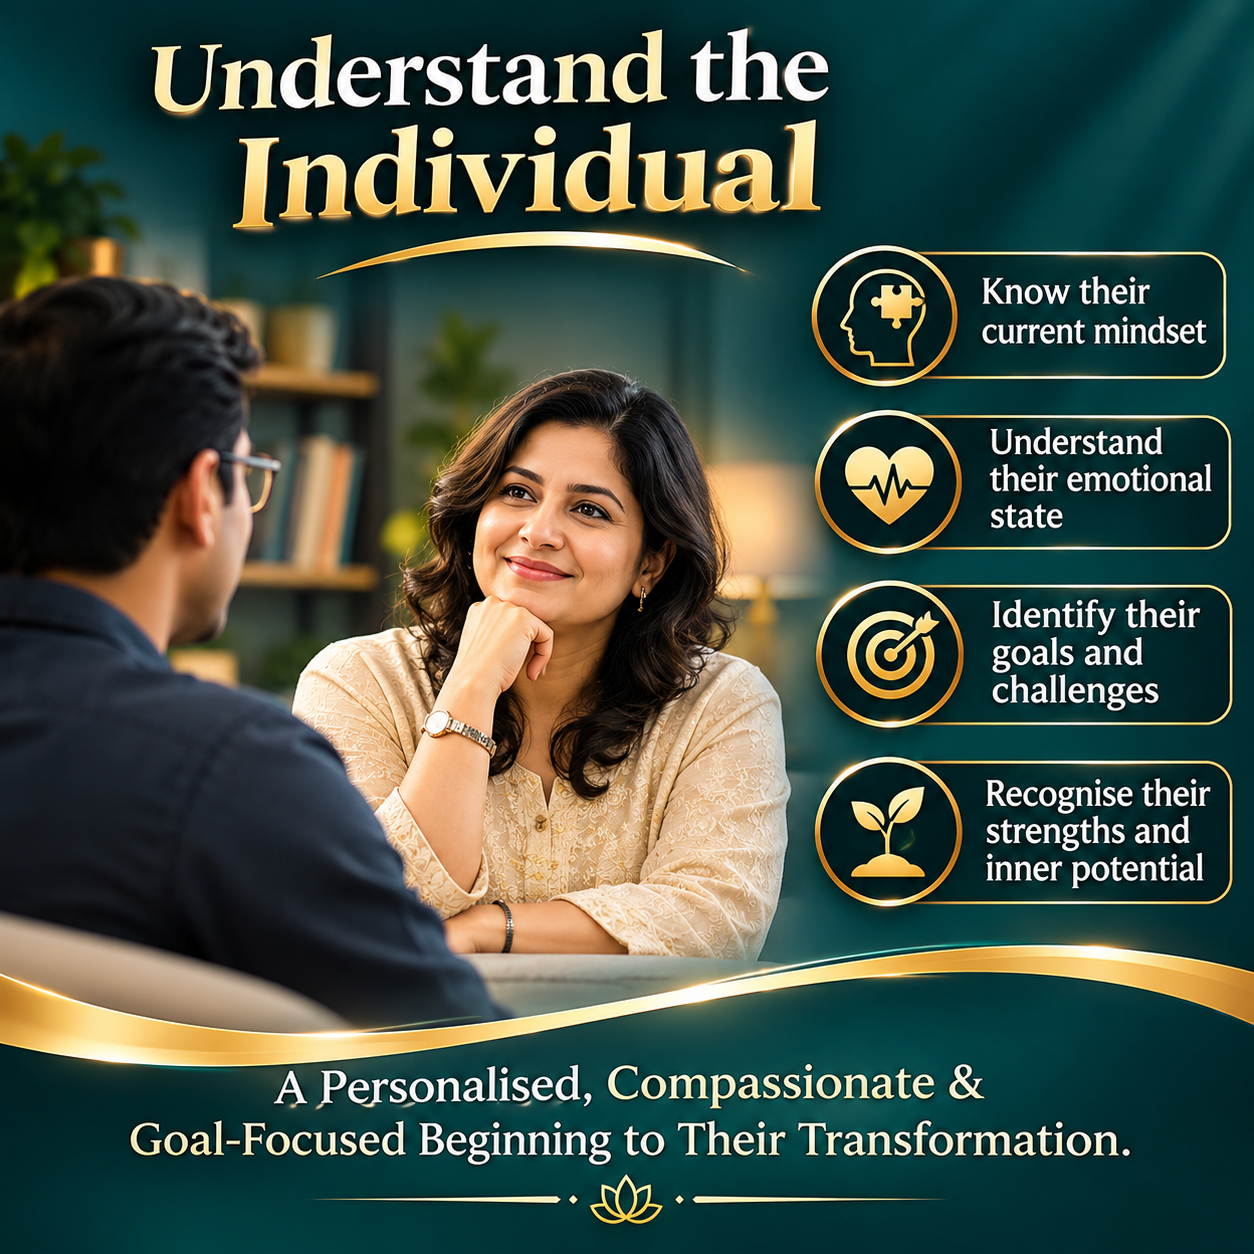 Understand the
Individual
Know their
current mindset
Understand
their emotional
state
Identify their
goals and
challenges
Recognise their
strengths and
inner potential
A Personalised, Compassionate &
Goal-Focused Beginning to Their Transformation.